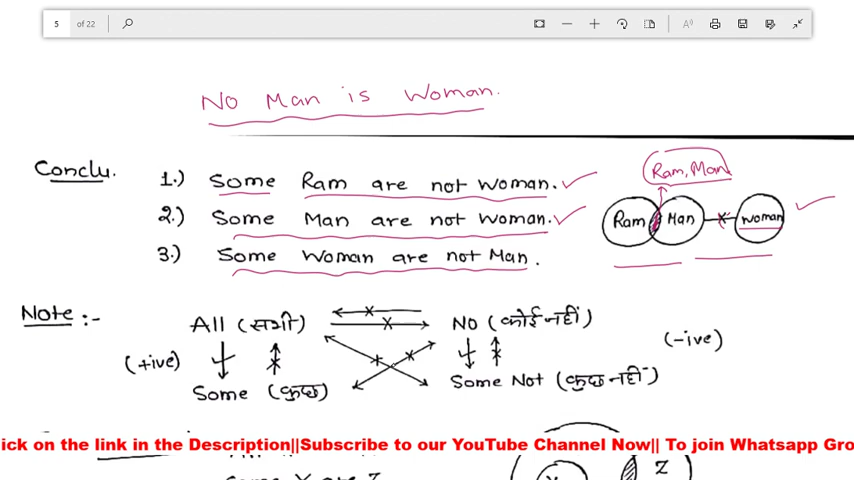 5 of 22
No Man is Woman.
Conclu.
1.) Some Ram are not Woman.
2.) Some Man are not Woman.
3.) Some Woman are not Man.
Ram, Man
Ram Man Woman
Note :-
All (सभी) No (कोई नहीं)
(+ive) (-ive)
Some (कुछ) Some Not (कुछ नहीं)
ick on the link in the Description||Subscribe to our YouTube Channel Now|| To join Whatsapp Gro
Z